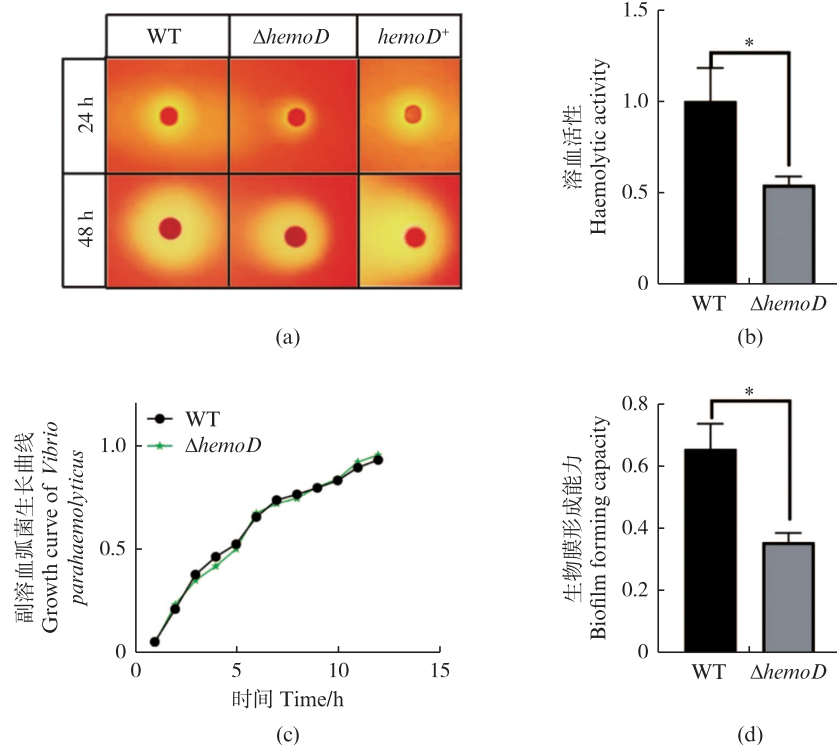 WT ΔhemoD hemoD⁺
24 h
48 h
(a)
溶血活性
Haemolytic activity
1.5
1.0
0.5
0
*
WT ΔhemoD
(b)
副溶血弧菌生长曲线
Growth curve of Vibrio
parahaemolyticus
WT
ΔhemoD
1.0
0.5
0
0 5 10 15
时间 Time/h
(c)
生物膜形成能力
Biofilm forming capacity
0.8
0.6
0.4
0.2
0
*
WT ΔhemoD
(d)